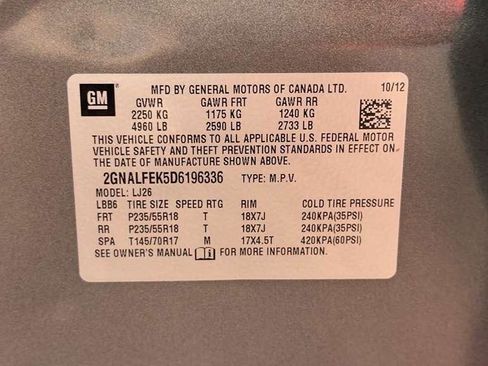 GM MFD BY GENERAL MOTORS OF CANADA LTD. 10/12
GVWR GAWR FRT GAWR RR
2250 KG 1175 KG 1240 KG
4960 LB 2590 LB 2733 LB
THIS VEHICLE CONFORMS TO ALL APPLICABLE U.S. FEDERAL MOTOR
VEHICLE SAFETY AND THEFT PREVENTION STANDARDS IN EFFECT ON
THE DATE OF MANUFACTURE SHOWN ABOVE.
2GNALFEK5D6196336 TYPE: M.P.V.
MODEL: LJ26
LBB6 TIRE SIZE SPEED RTG RIM COLD TIRE PRESSURE
FRT P235/55R18 T 18X7J 240KPA(35PSI)
RR P235/55R18 T 18X7J 240KPA(35PSI)
SPA T145/70R17 M 17X4.5T 420KPA(60PSI)
SEE OWNER'S MANUAL FOR MORE INFORMATION.